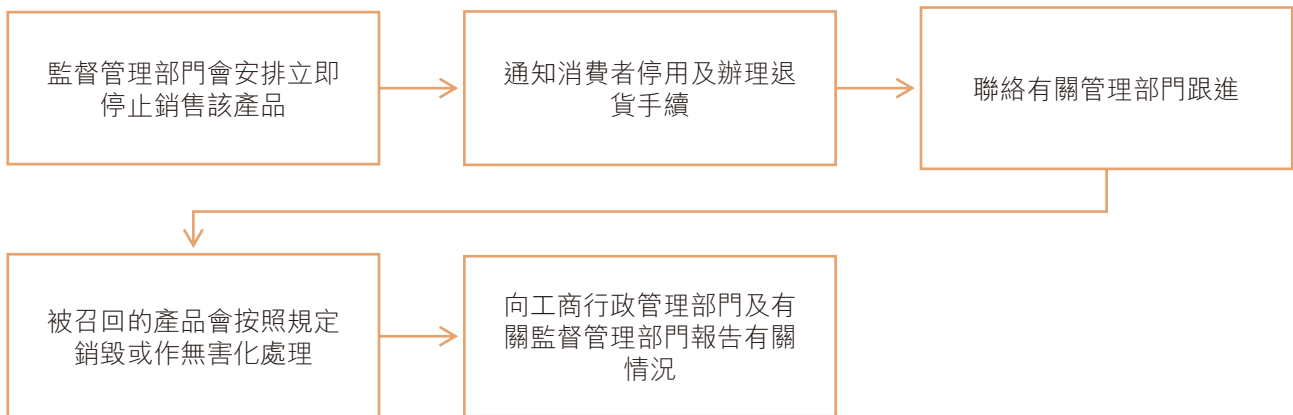 監督管理部門會安排立即
停止銷售該產品
通知消費者停用及辦理退
貨手續
聯絡有關管理部門跟進
被召回的產品會按照規定
銷毀或作無害化處理
向工商行政管理部門及有
關監督管理部門報告有關
情況